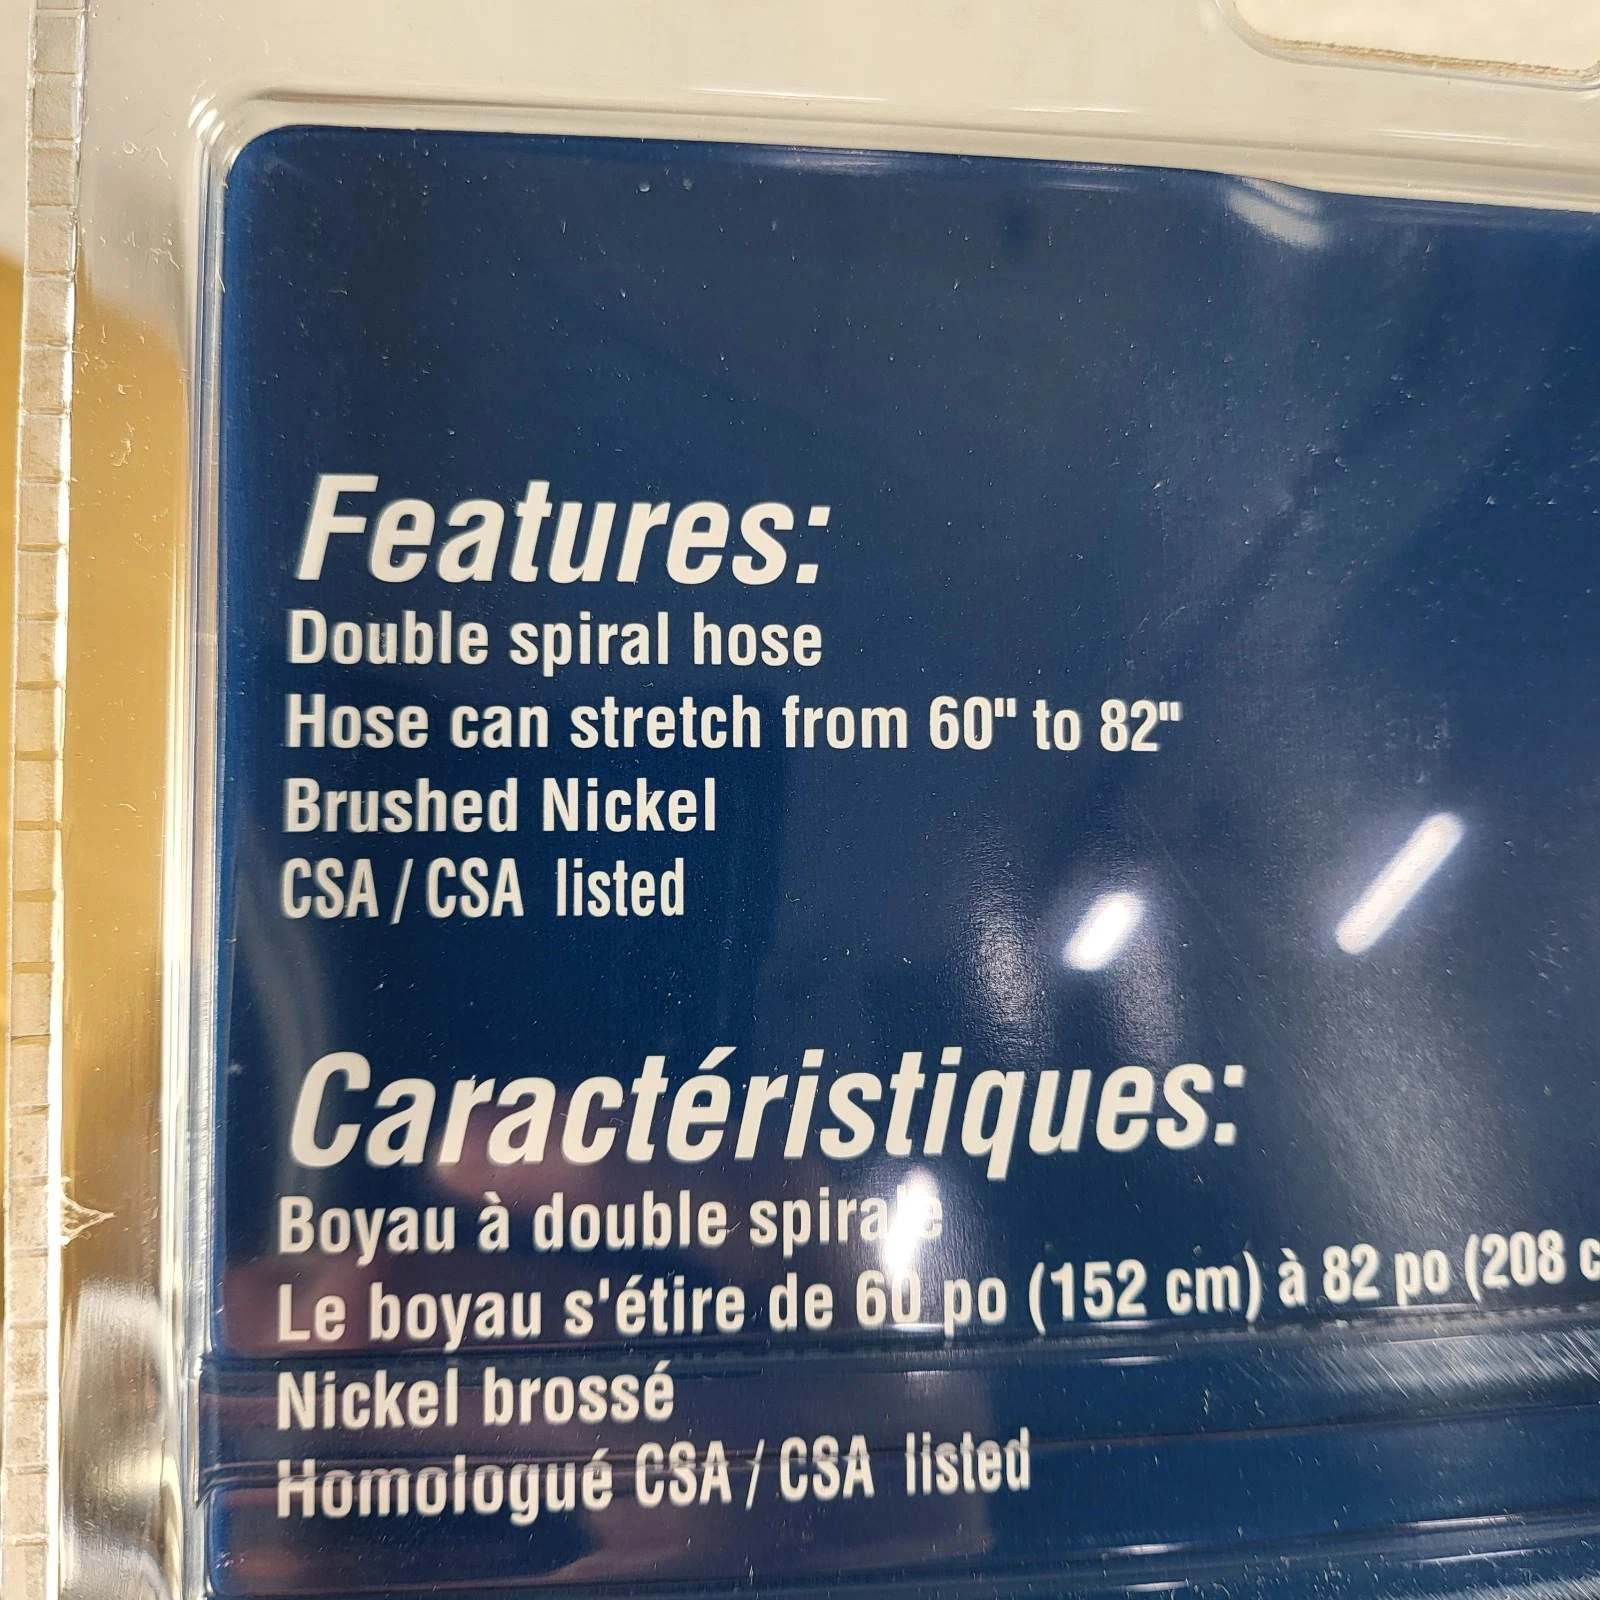 Features:
Double spiral hose
Hose can stretch from 60" to 82"
Brushed Nickel
CSA / CSA listed
Caractéristiques:
Boyau à double spirale
Le boyau s'étire de 60 po (152 cm) à 82 po (208 c
Nickel brossé
Homologué CSA / CSA listed